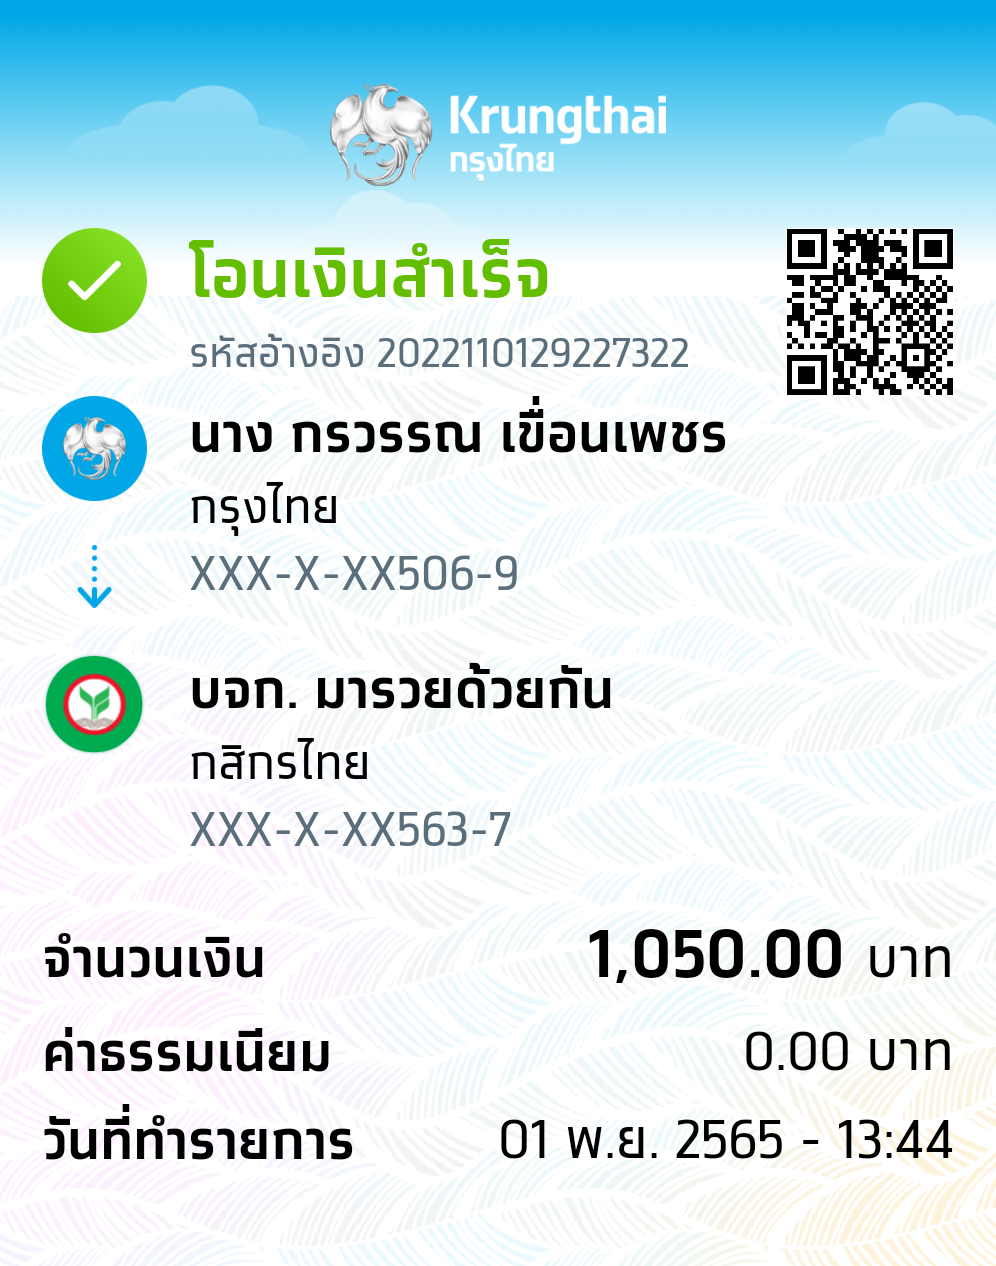 Krungthai
กรุงไทย
โอนเงินสำเร็จ
รหัสอ้างอิง 2022110129227322
นาง กรวรรณ เขื่อนเพชร
กรุงไทย
XXX-X-XX506-9
บจก. มารวยด้วยกัน
กสิกรไทย
XXX-X-XX563-7
จำนวนเงิน 1,050.00 บาท
ค่าธรรมเนียม 0.00 บาท
วันที่ทำรายการ 01 พ.ย. 2565 - 13:44